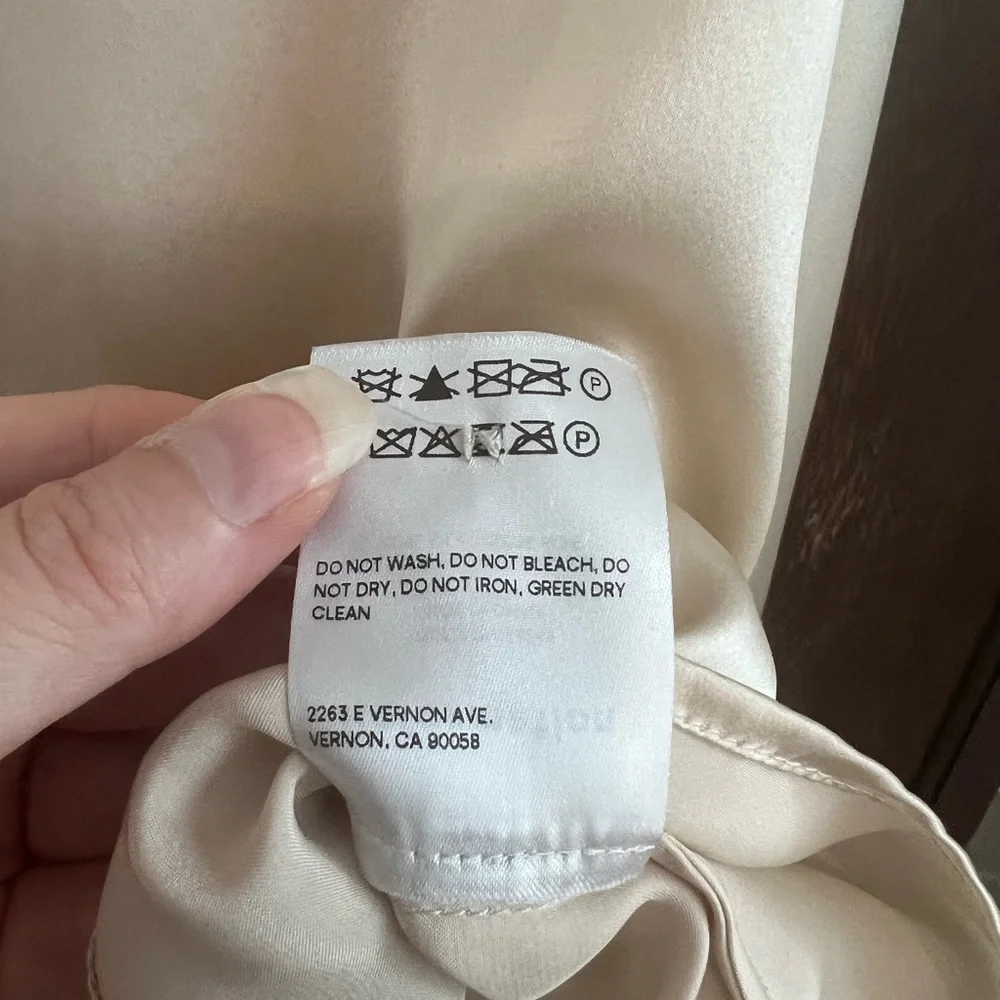 P
P
DO NOT WASH, DO NOT BLEACH, DO
NOT DRY, DO NOT IRON, GREEN DRY
CLEAN
2263 E VERNON AVE.
VERNON, CA 90058